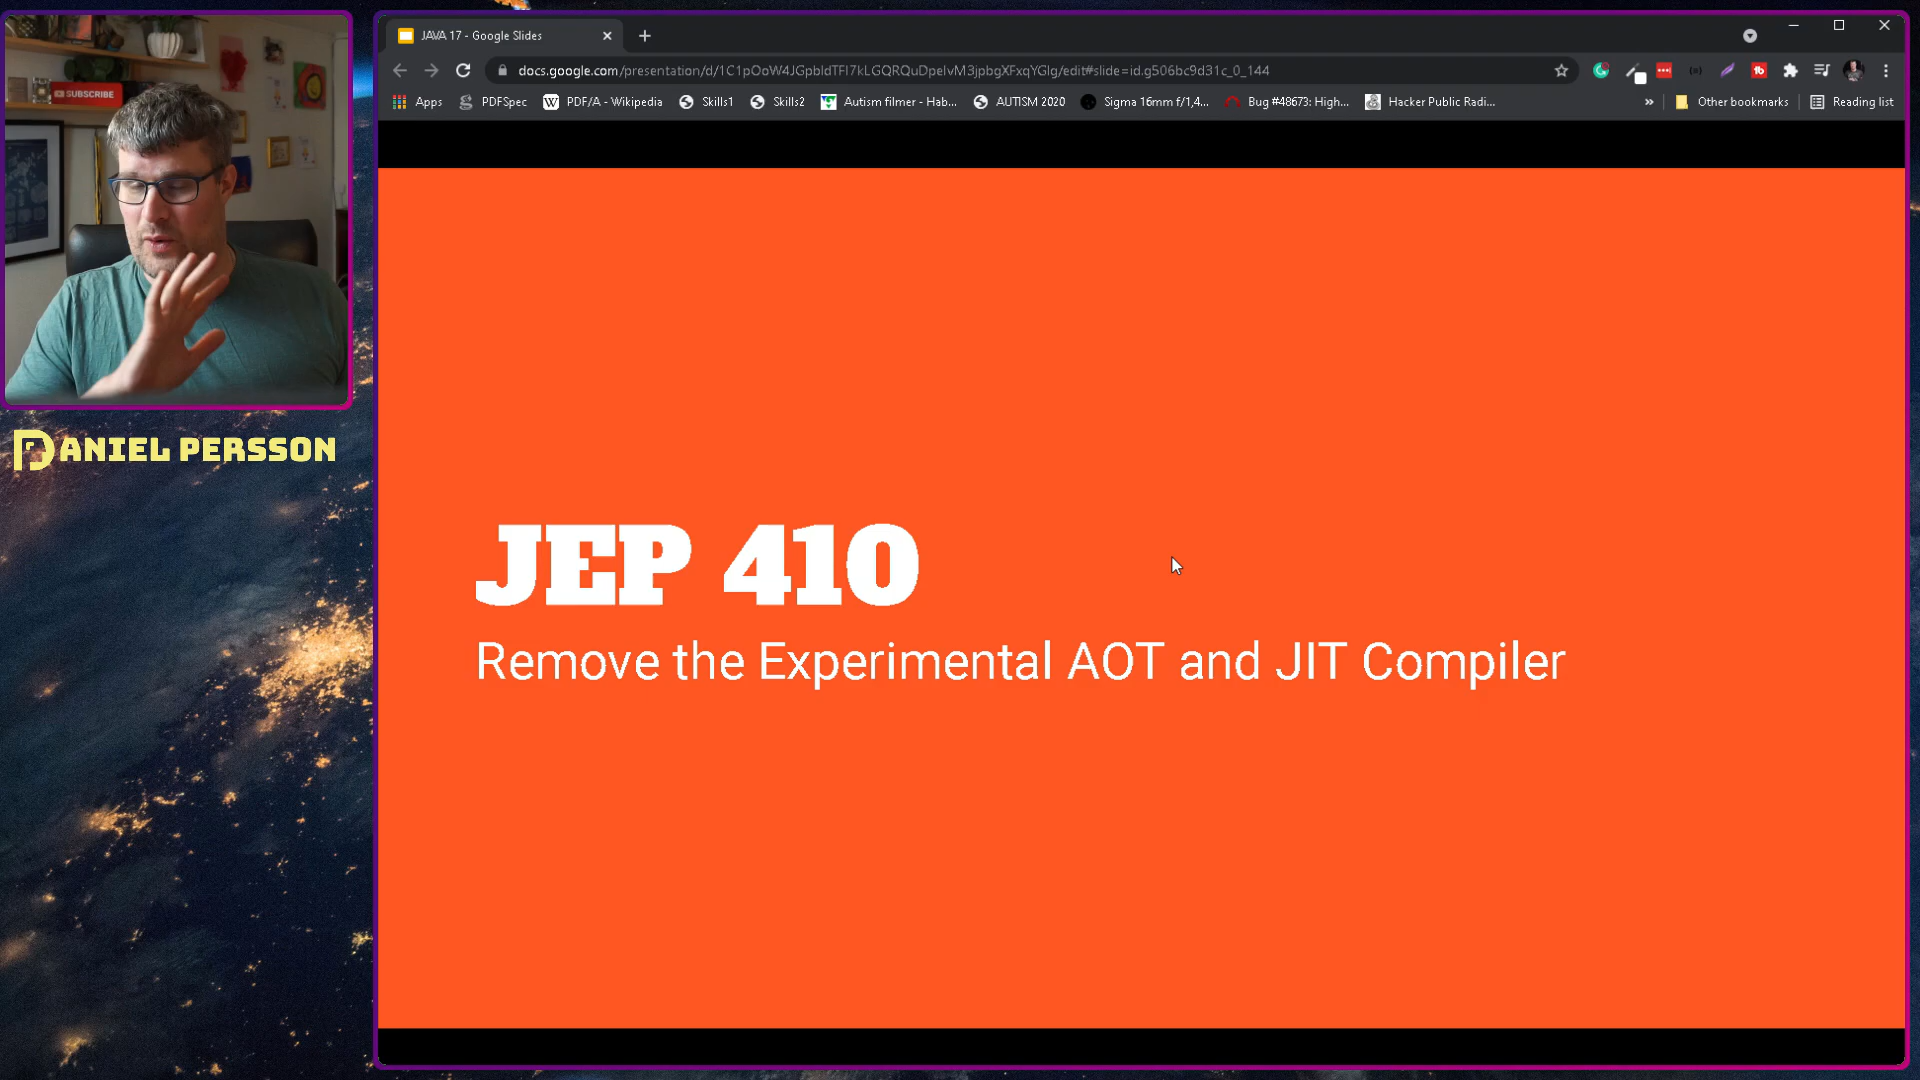 SUBSCRIBE
DANIEL PERSSON
JAVA 17 - Google Slides
docs.google.com/presentation/d/1C1pOoW4JGpbldTFI7kLGQRQuDpeIvM3jpbgXFxqYGlg/edit#slide=id.g506bc9d31c_0_144
Apps PDFSpec PDF/A - Wikipedia Skills1 Skills2 Autism filmer - Hab... AUTISM 2020 Sigma 16mm f/1,4... Bug #48673: High... Hacker Public Radi... » Other bookmarks Reading list
JEP 410
Remove the Experimental AOT and JIT Compiler